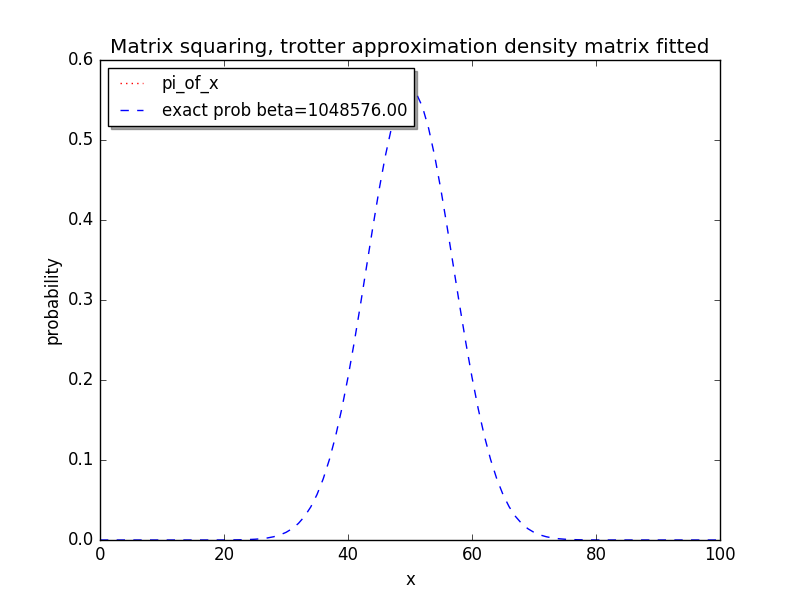 Matrix squaring, trotter approximation density matrix fitted
pi_of_x
exact prob beta=1048576.00
0.6
0.5
0.4
0.3
0.2
0.1
0.0
probability
0 20 40 60 80 100
x